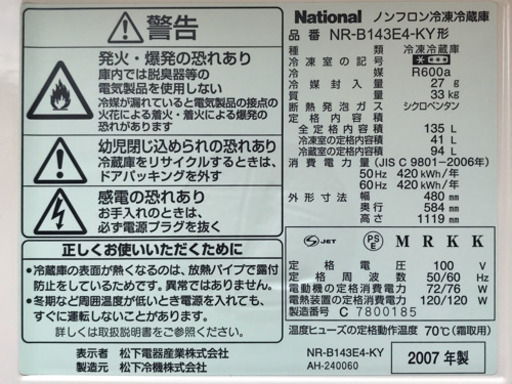 警告
発火・爆発の恐れあり
庫内では脱臭器等の
電気製品を使用しない
冷媒が漏れていると電気製品の接点の
火花による着火・着火による爆発の
恐れあり
幼児閉じ込められの恐れあり
冷蔵庫をリサイクルするときは、
ドアパッキングを外す
感電の恐れあり
お手入れのときは、
必ず電源プラグを抜く
正しくお使いいただくために
●冷蔵庫の表面が熱くなるのは、放熱パイプで露付
防止をしているためです。異常ではありません。
●冬期など周囲温度が低いとき電源を入れても、
すぐに運転しないことがあります。
詳しくは取扱説明書をご参照ください。
表示者 松下電器産業株式会社
製造元 松下冷機株式会社
National ノンフロン冷凍冷蔵庫
品番 NR-B143E4-KY形
種類 冷凍冷蔵庫
冷凍室の記号
冷媒 R600a
冷媒封入量 27 g
質量 33 kg
断熱発泡ガス シクロペンタン
定格内容積
全定格内容積 135 L
冷凍室の定格内容積 41 L
冷蔵室の定格内容積 94 L
消費電力量 (JIS C 9801-2006年)
50Hz 420 kWh/年
60Hz 420 kWh/年
外形寸法 幅 480 mm
奥行 584 mm
高さ 1119 mm
S JET PSE MRKK
定格電圧 100 V
定格周波数 50/60 Hz
電動機の定格消費電力 72/76 W
電熱装置の定格消費電力 120/120 W
製造番号 C 7800185
温度ヒューズの定格動作温度 70℃(霜取用)
NR-B143E4-KY
AH-240060
2007年製